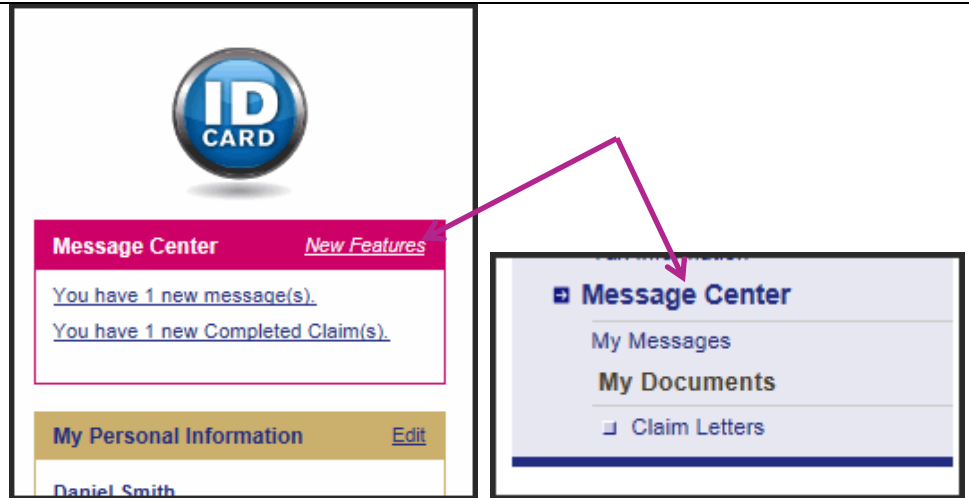 ID
CARD
Message Center New Features
You have 1 new message(s).
You have 1 new Completed Claim(s).
My Personal Information Edit
Daniel Smith
Message Center
My Messages
My Documents
Claim Letters